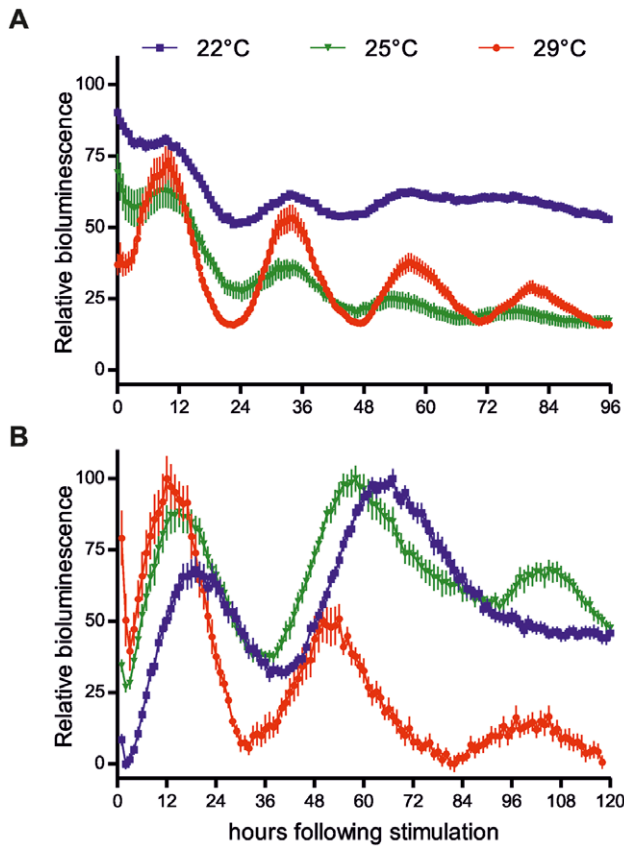 A
22°C 25°C 29°C
Relative bioluminescence
100
75
50
25
0
0 12 24 36 48 60 72 84 96
B
Relative bioluminescence
100
75
50
25
0
0 12 24 36 48 60 72 84 96 108 120
hours following stimulation